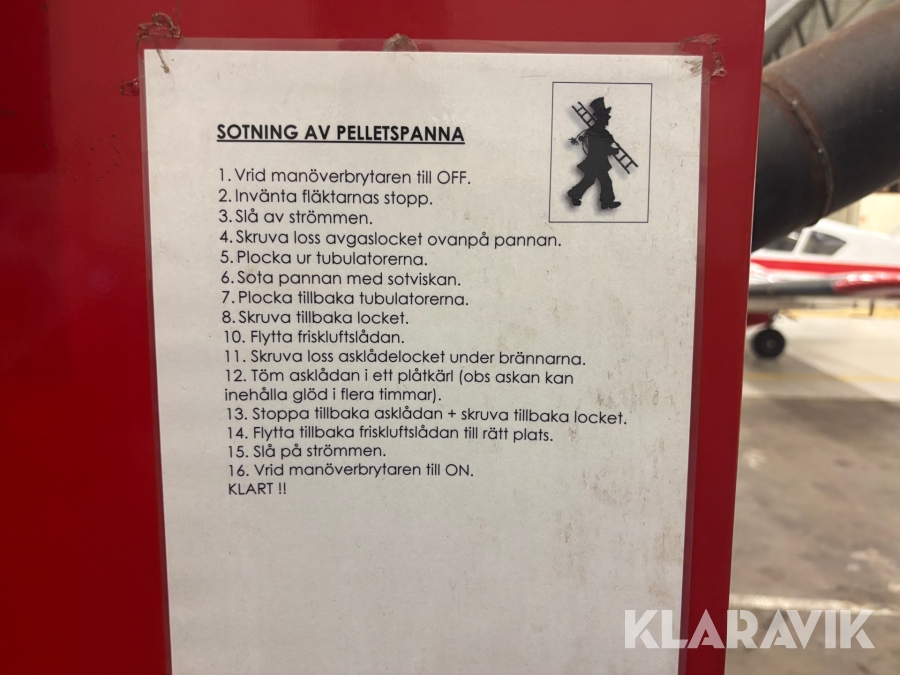 SOTNING AV PELLETSPANNA
1. Vrid manöverbrytaren till OFF.
2. Invänta fläktarnas stopp.
3. Slå av strömmen.
4. Skruva loss avgaslocket ovanpå pannan.
5. Plocka ur tubulatorerna.
6. Sota pannan med sotviskan.
7. Plocka tillbaka tubulatorerna.
8. Skruva tillbaka locket.
10. Flytta friskluftslådan.
11. Skruva loss asklådelocket under brännarna.
12. Töm asklådan i ett plåtkärl (obs askan kan
inehålla glöd i flera timmar).
13. Stoppa tillbaka asklådan + skruva tillbaka locket.
14. Flytta tillbaka friskluftslådan till rätt plats.
15. Slå på strömmen.
16. Vrid manöverbrytaren till ON.
KLART !!
KLARAVIK